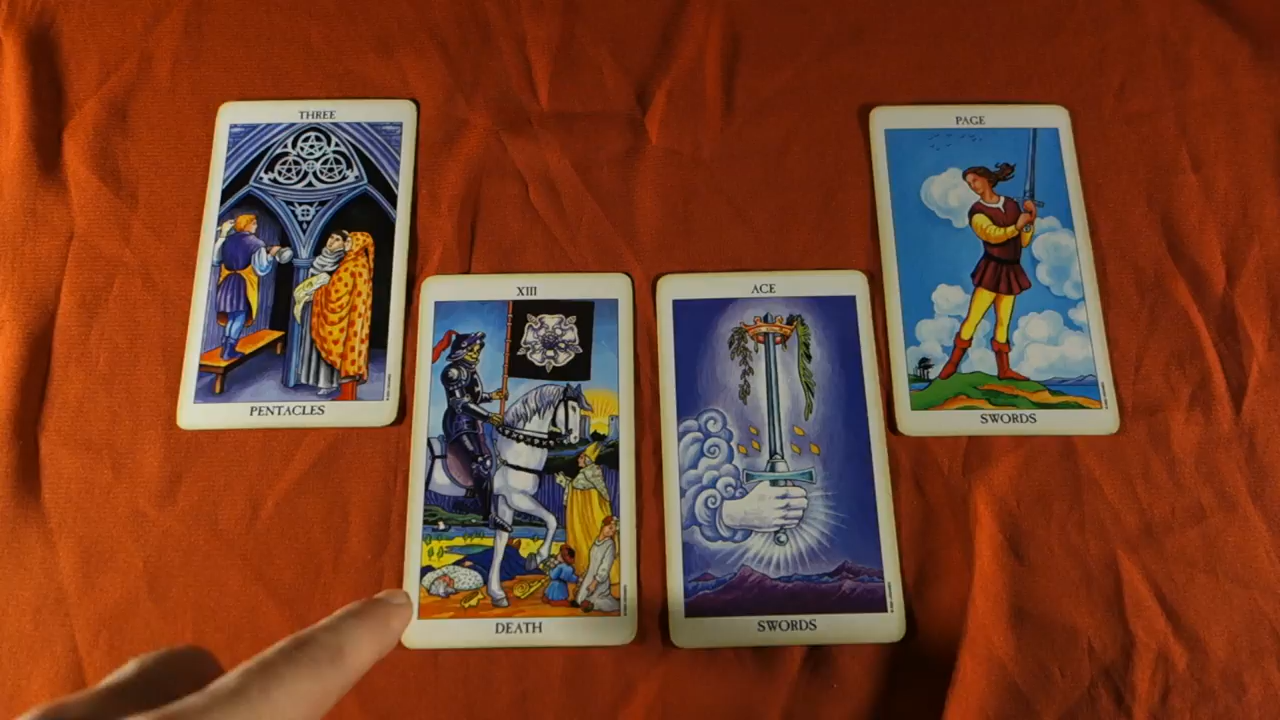 THREE
PENTACLES
XIII
DEATH
ACE
SWORDS
PAGE
SWORDS